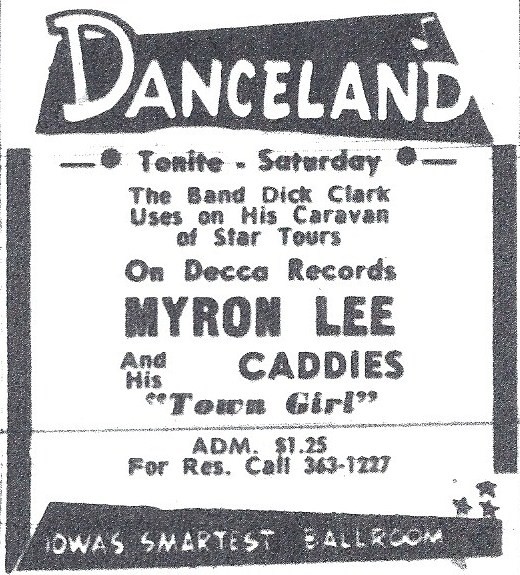 DANCELAND
Tonite - Saturday
The Band Dick Clark
Uses on His Caravan
of Star Tours
On Decca Records
MYRON LEE
And His CADDIES
"Town Girl"
ADM. $1.25
For Res. Call 363-1227
IOWAS SMARTEST BALLROOM